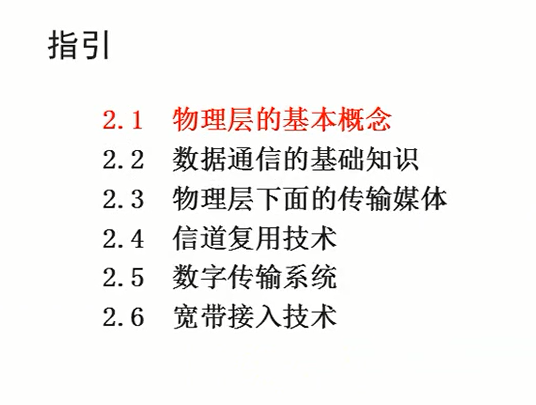 指引
2.1 物理层的基本概念
2.2 数据通信的基础知识
2.3 物理层下面的传输媒体
2.4 信道复用技术
2.5 数字传输系统
2.6 宽带接入技术